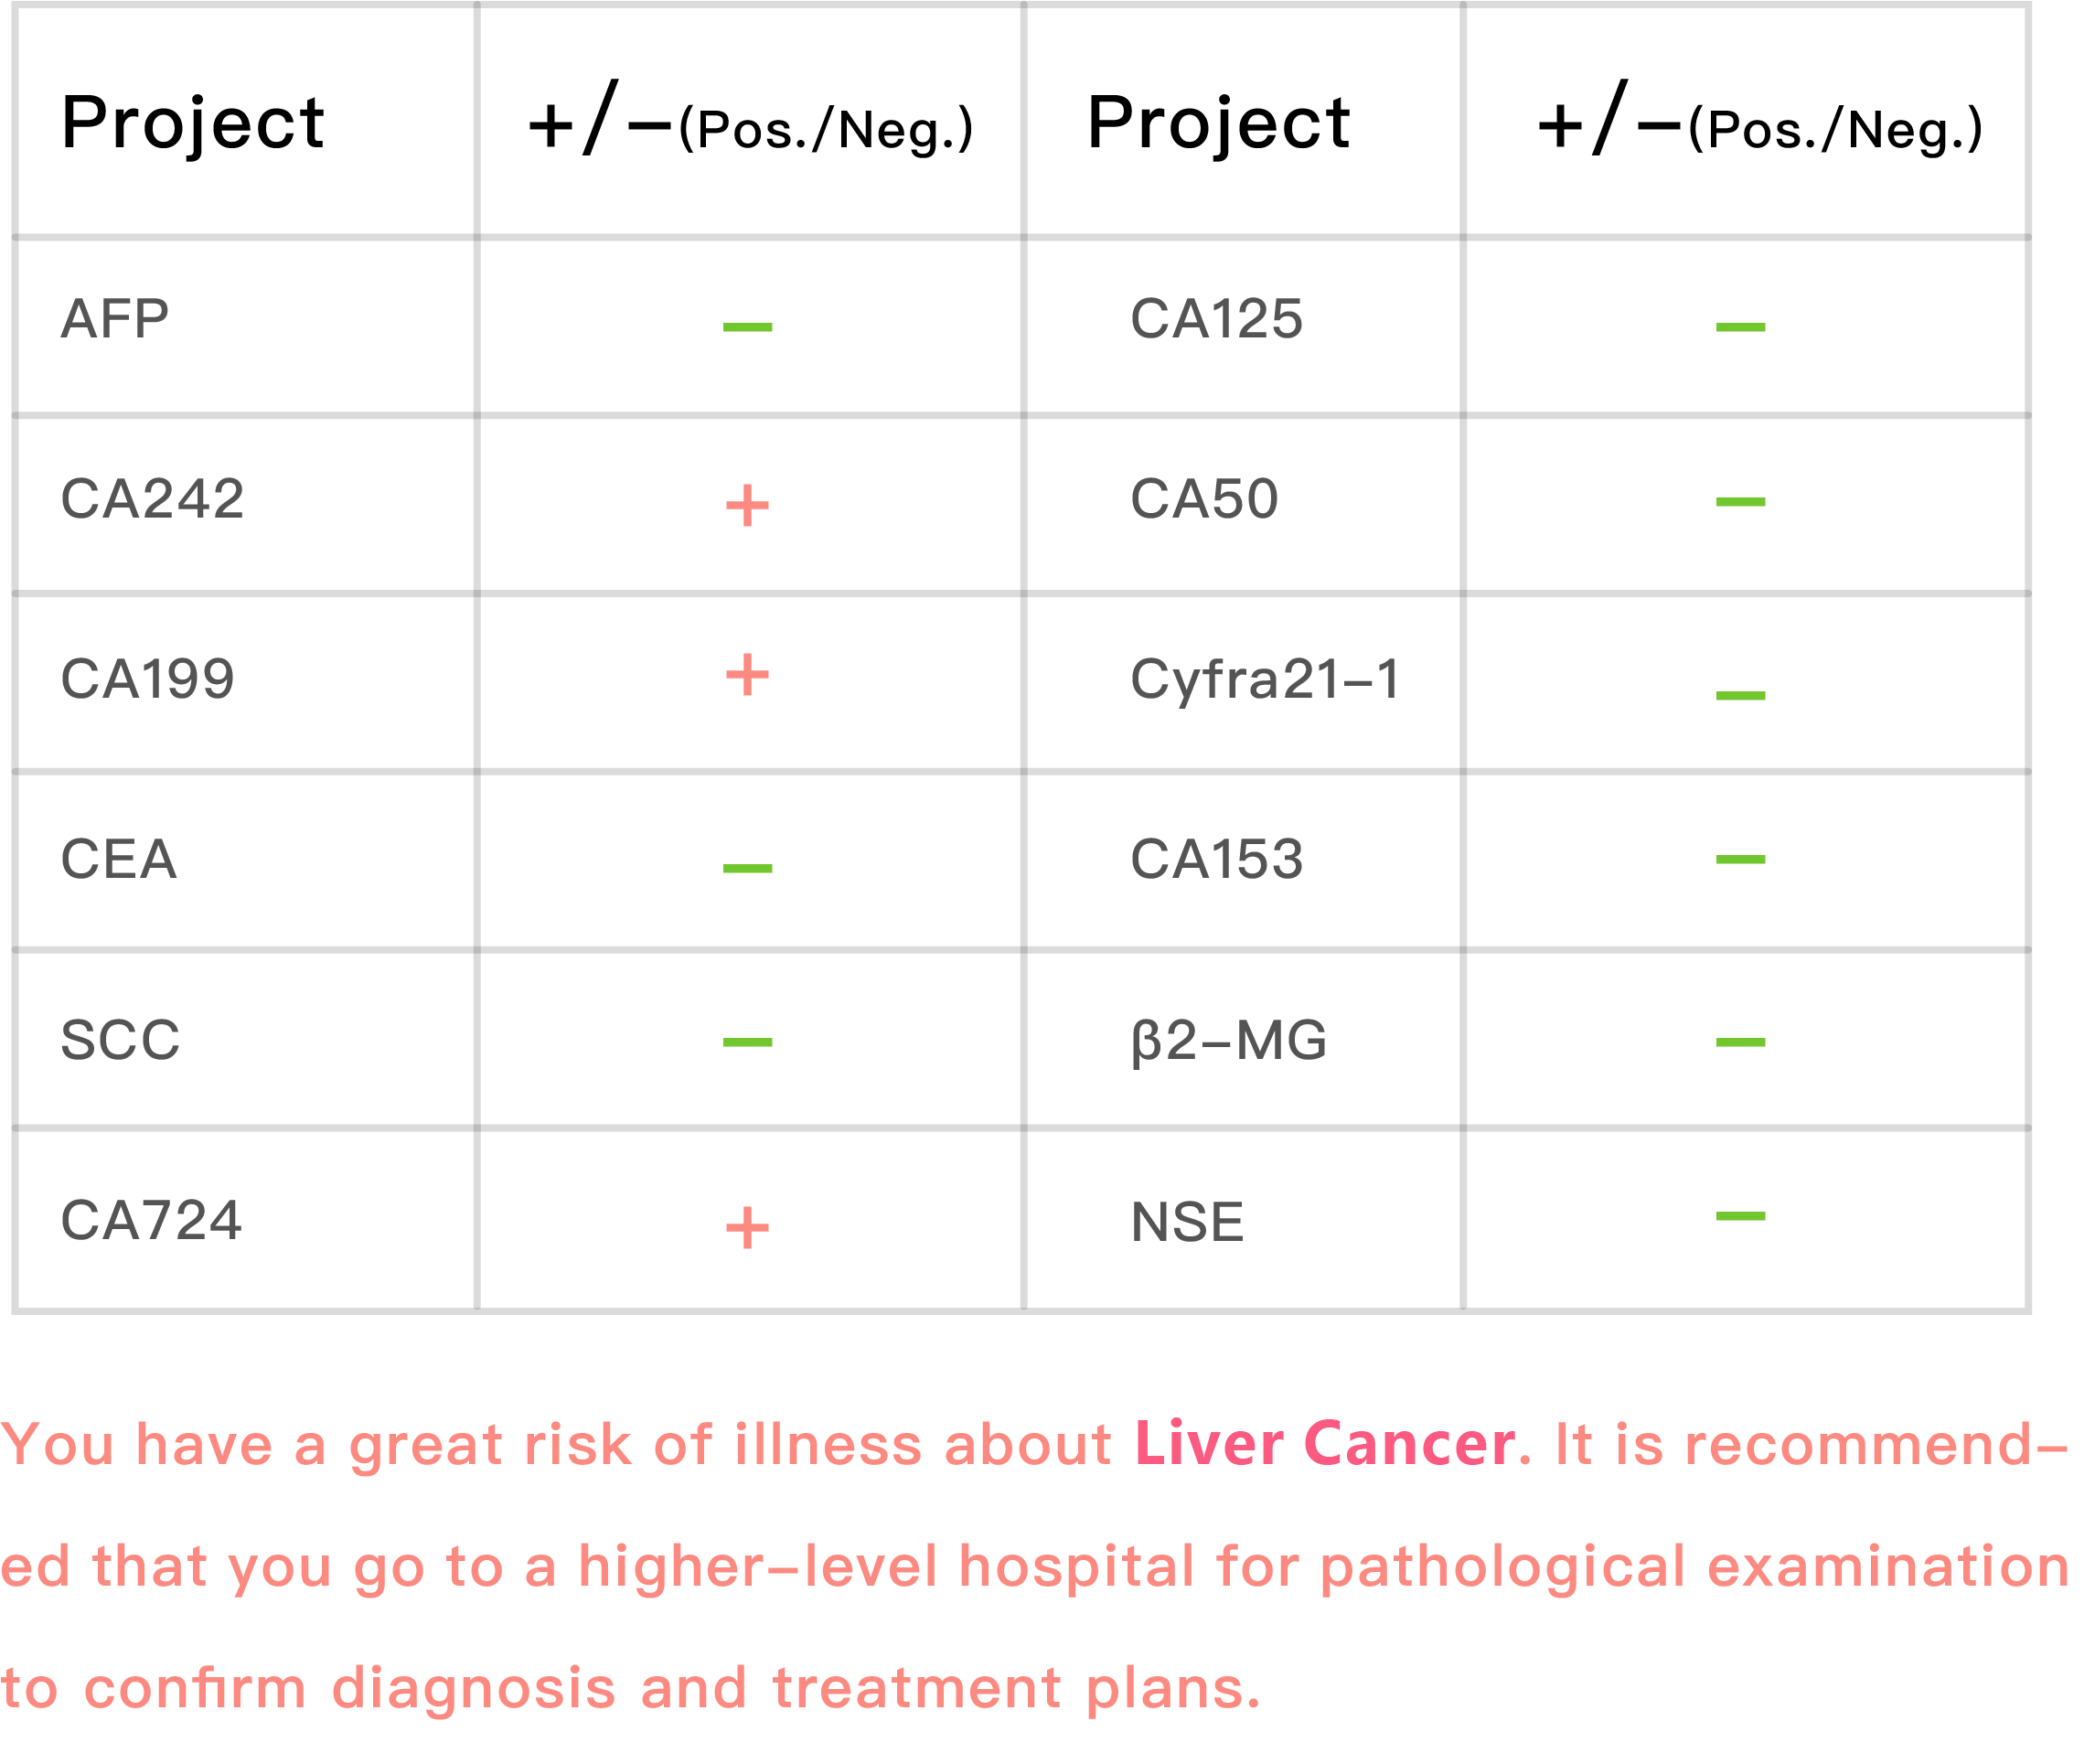 Project +/−(Pos./Neg.) Project +/−(Pos./Neg.)
AFP − CA125 −
CA242 + CA50 −
CA199 + Cyfra21−1 −
CEA − CA153 −
SCC − β2−MG −
CA724 + NSE −
You have a great risk of illness about Liver Cancer. It is recommend−
ed that you go to a higher−level hospital for pathological examination
to confirm diagnosis and treatment plans.